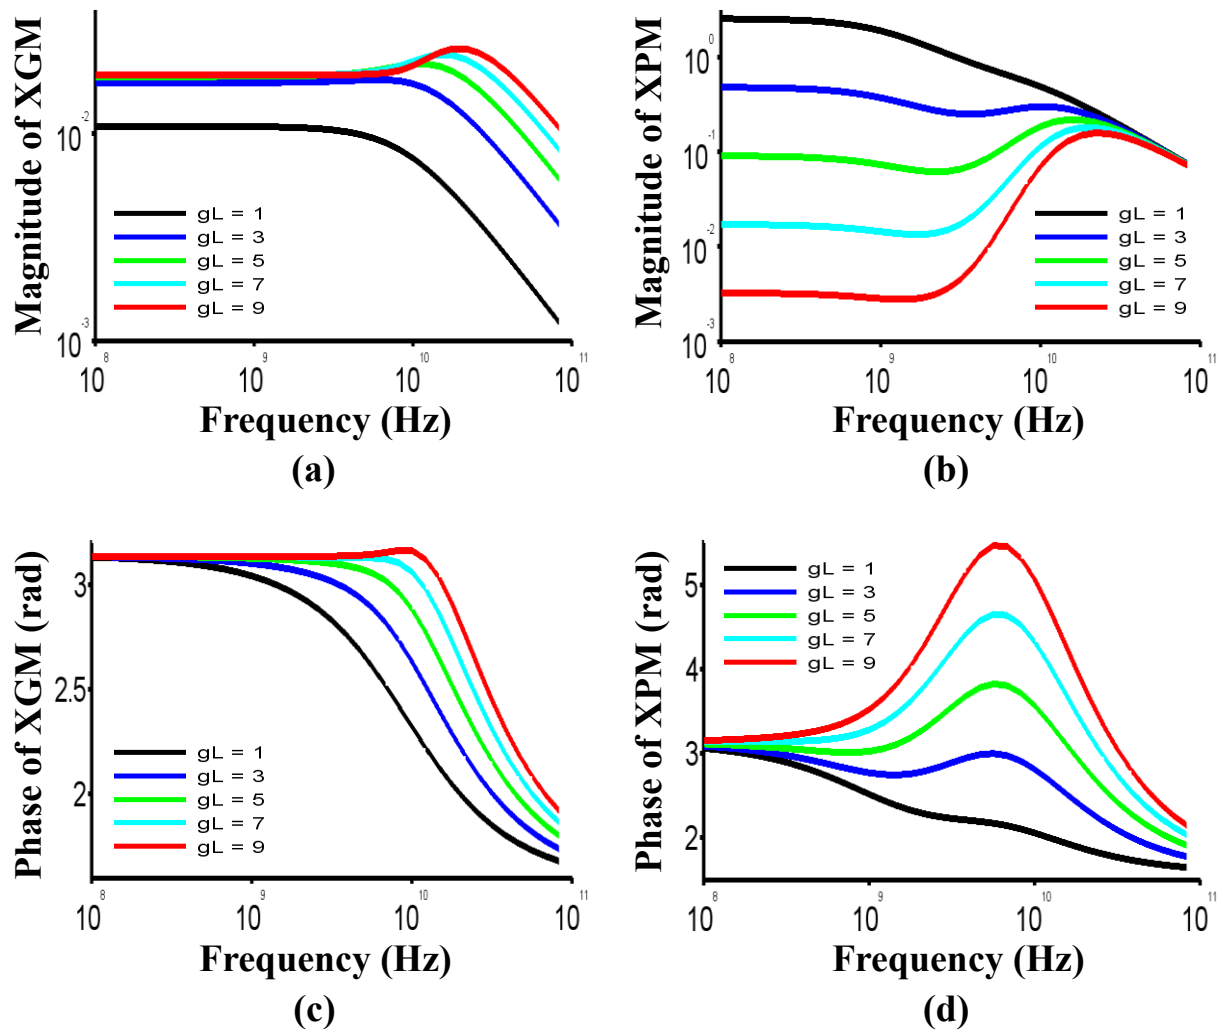 Magnitude of XGM
10^-2
10^-3
gL = 1
gL = 3
gL = 5
gL = 7
gL = 9
10^8 10^9 10^10 10^11
10 10 10 10
Frequency (Hz)
(a)
Magnitude of XPM
10^0
10^-1
10^-2
10^-3
gL = 1
gL = 3
gL = 5
gL = 7
gL = 9
10^8 10^9 10^10 10^11
Frequency (Hz)
(b)
Phase of XGM (rad)
3
2.5
2
gL = 1
gL = 3
gL = 5
gL = 7
gL = 9
10^8 10^9 10^10 10^11
Frequency (Hz)
(c)
Phase of XPM (rad)
5
4
3
2
gL = 1
gL = 3
gL = 5
gL = 7
gL = 9
10^8 10^9 10^10 10^11
Frequency (Hz)
(d)